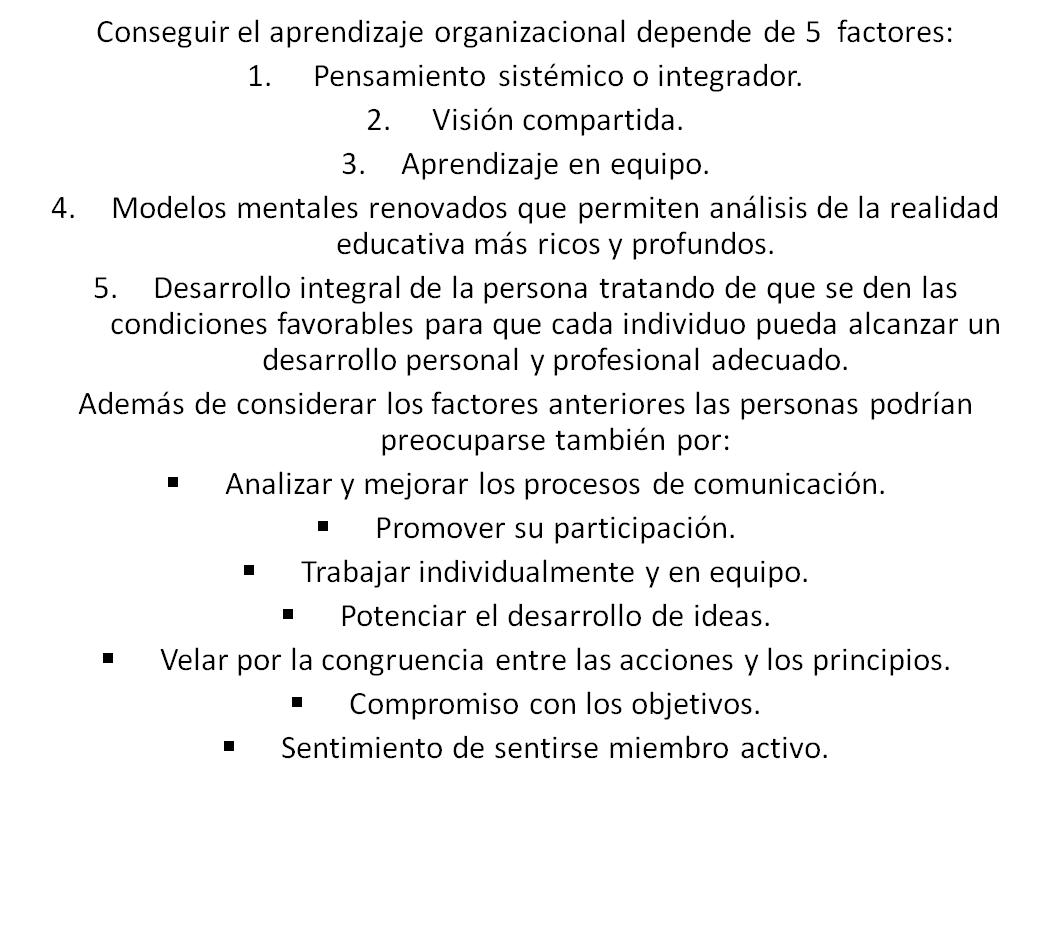 Conseguir el aprendizaje organizacional depende de 5 factores:
1. Pensamiento sistémico o integrador.
2. Visión compartida.
3. Aprendizaje en equipo.
4. Modelos mentales renovados que permiten análisis de la realidad
educativa más ricos y profundos.
5. Desarrollo integral de la persona tratando de que se den las
condiciones favorables para que cada individuo pueda alcanzar un
desarrollo personal y profesional adecuado.
Además de considerar los factores anteriores las personas podrían
preocuparse también por:
▪ Analizar y mejorar los procesos de comunicación.
▪ Promover su participación.
▪ Trabajar individualmente y en equipo.
▪ Potenciar el desarrollo de ideas.
▪ Velar por la congruencia entre las acciones y los principios.
▪ Compromiso con los objetivos.
▪ Sentimiento de sentirse miembro activo.